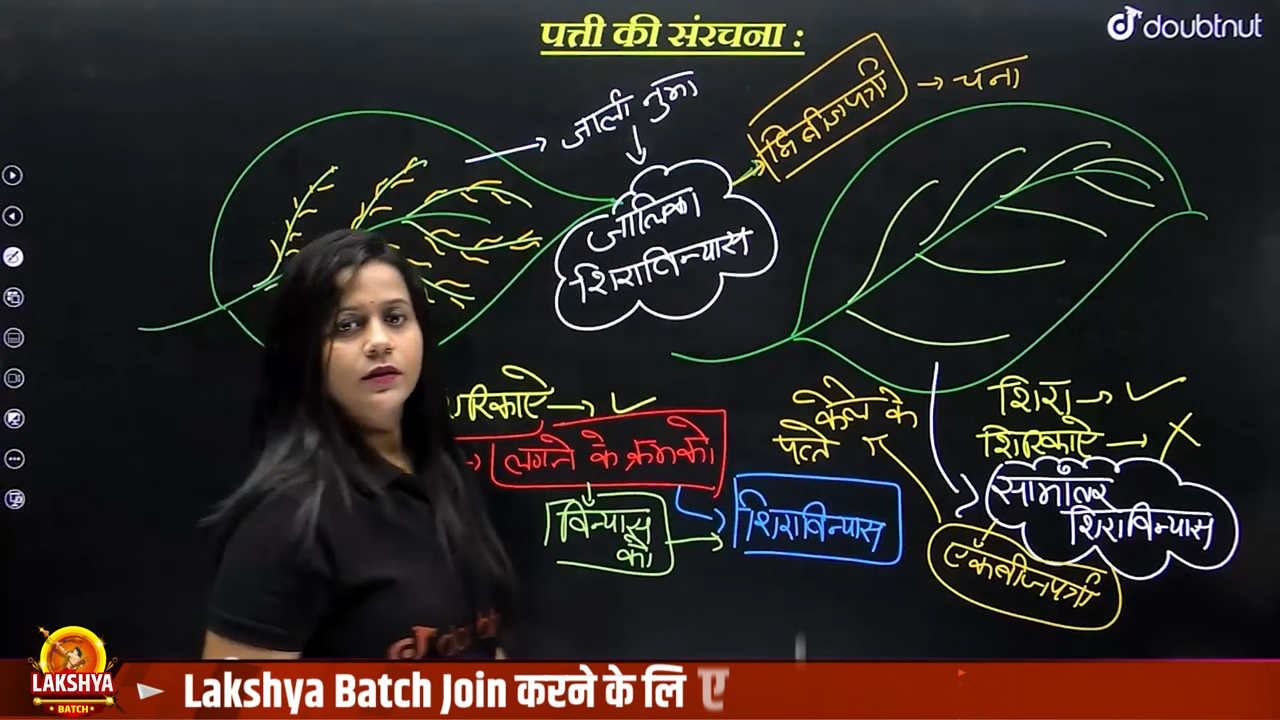 पत्ती की संरचना :
doubtnut
जाली नुमा
द्विबीजपत्री → चना
जालिका
शिराविन्यास
रिकाऐ → ✓
केले के
पत्ते
शिरा → ✓
शिरिकाऐ → ✗
→ लगने के क्रम को
विन्यास
को
शिराविन्यास
सामांतर
शिराविन्यास
एकबीजपत्री
LAKSHYA
BATCH
Lakshya Batch Join करने के लि ए